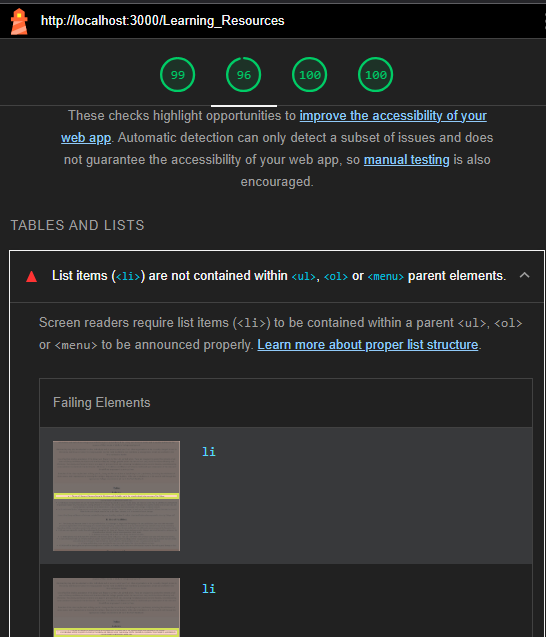 http://localhost:3000/Learning_Resources
99 96 100 100
These checks highlight opportunities to improve the accessibility of your
web app. Automatic detection can only detect a subset of issues and does
not guarantee the accessibility of your web app, so manual testing is also
encouraged.
TABLES AND LISTS
List items (<li>) are not contained within <ul>, <ol> or <menu> parent elements.
Screen readers require list items (<li>) to be contained within a parent <ul>, <ol>
or <menu> to be announced properly. Learn more about proper list structure.
Failing Elements
li
li